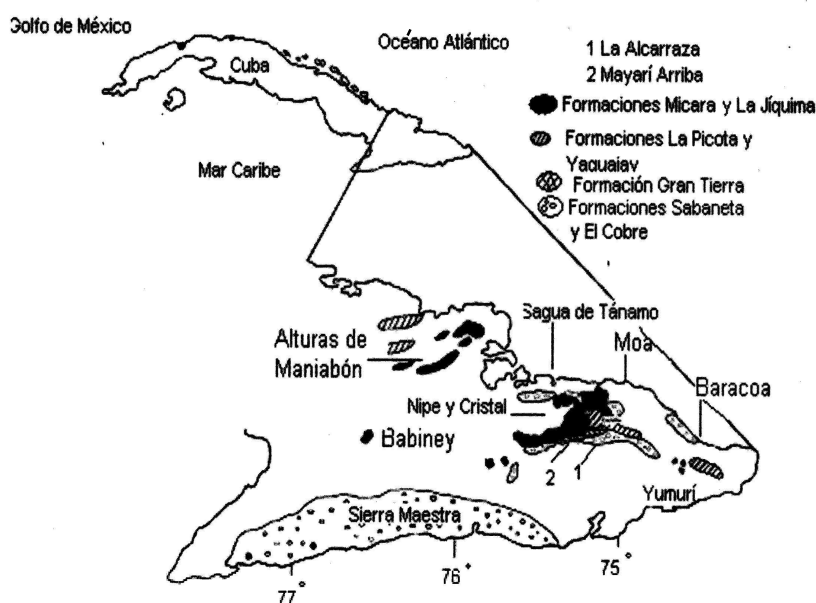 Golfo de México
Océano Atlántico
Cuba
Mar Caribe
1 La Alcarraza
2 Mayarí Arriba
Formaciones Micara y La Jíquima
Formaciones La Picota y
Yaguajay
Formación Gran Tierra
Formaciones Sabaneta
y El Cobre
Sagua de Tánamo
Moa
Baracoa
Alturas de
Maniabón
Nipe y Cristal
Babiney
2
1
Yumurí
Sierra Maestra
77°
76°
75°